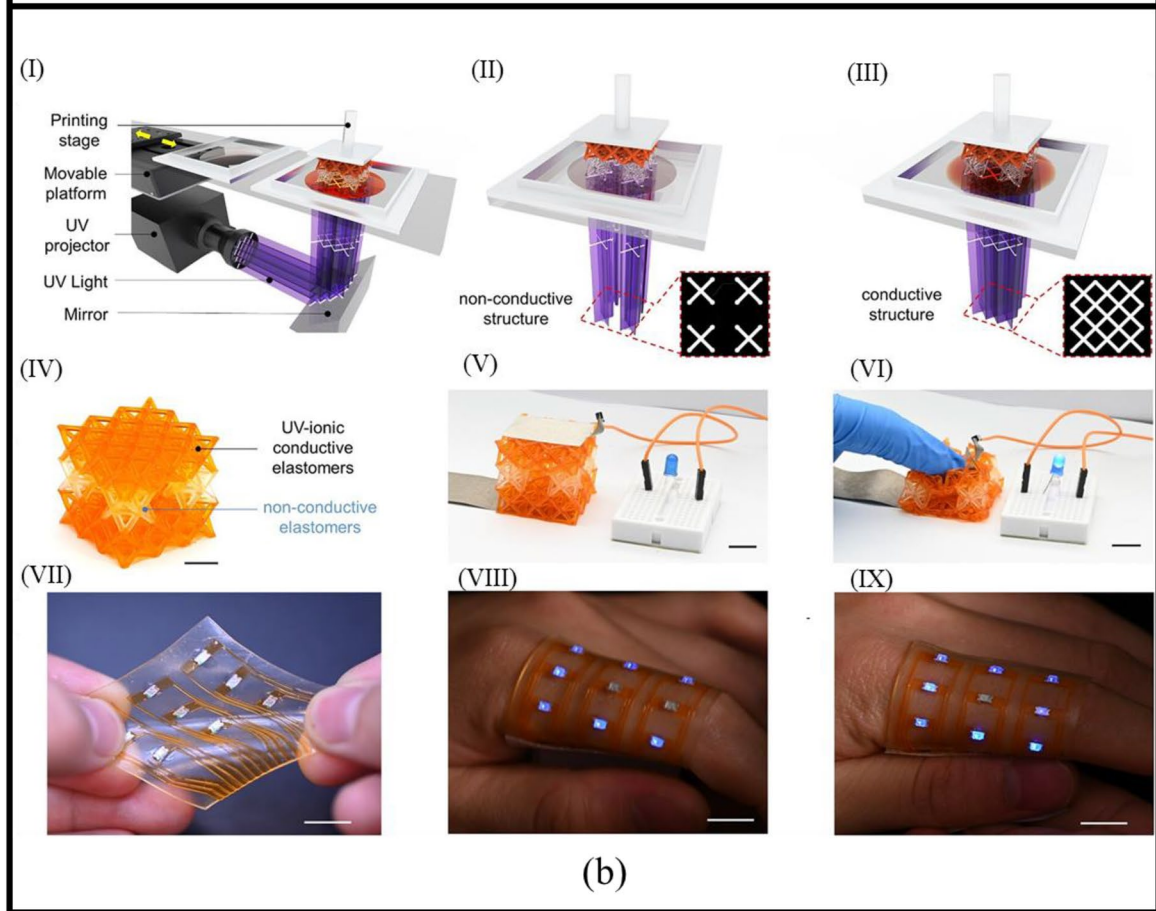 (I)
(II)
(III)
Printing
stage
Movable
platform
UV
projector
UV Light
Mirror
non-conductive
structure
conductive
structure
(IV)
(V)
(VI)
UV-ionic
conductive
elastomers
non-conductive
elastomers
(VII)
(VIII)
(IX)
(b)